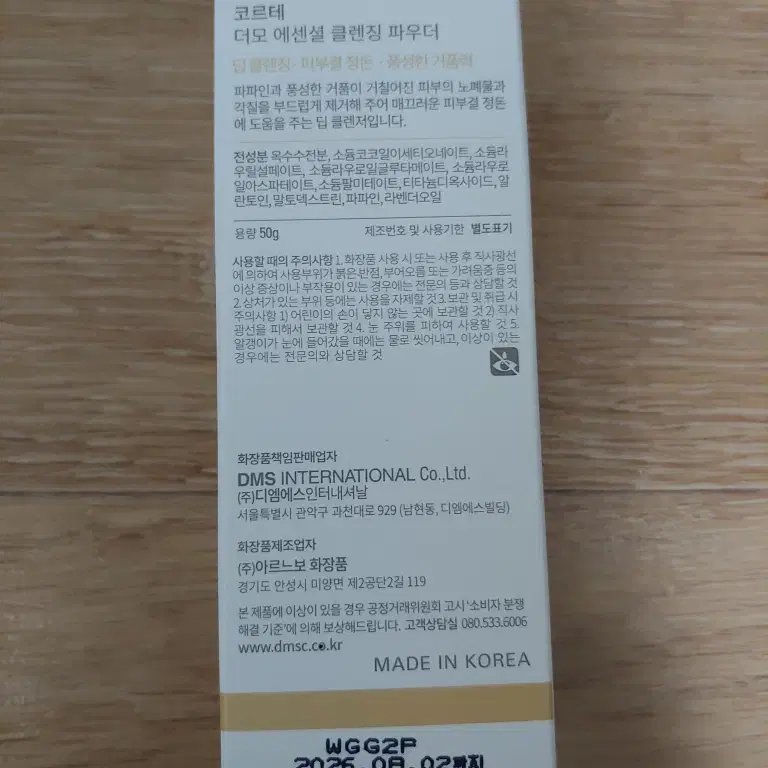 코르테
더모 에센셜 클렌징 파우더
딥 클렌징 · 피부결 정돈 · 풍성한 거품력
파파인과 풍성한 거품이 거칠어진 피부의 노폐물과
각질을 부드럽게 제거해 주어 매끄러운 피부결 정돈
에 도움을 주는 딥 클렌저입니다.
전성분 옥수수전분, 소듐코코일이세티오네이트, 소듐라
우릴설페이트, 소듐라우로일글루타메이트, 소듐라우로
일아스파테이트, 소듐팔미테이트, 티타늄디옥사이드, 알
란토인, 말토덱스트린, 파파인, 라벤더오일
용량 50g 제조번호 및 사용기한 별도표기
사용할 때의 주의사항 1. 화장품 사용 시 또는 사용 후 직사광선
에 의하여 사용부위가 붉은 반점, 부어오름 또는 가려움증 등의
이상 증상이나 부작용이 있는 경우에는 전문의 등과 상담할 것
2. 상처가 있는 부위 등에는 사용을 자제할 것 3. 보관 및 취급 시
주의사항 1) 어린이의 손이 닿지 않는 곳에 보관할 것 2) 직사
광선을 피해서 보관할 것 4. 눈 주위를 피하여 사용할 것 5.
알갱이가 눈에 들어갔을 때에는 물로 씻어내고, 이상이 있는
경우에는 전문의와 상담할 것
화장품책임판매업자
DMS INTERNATIONAL Co.,Ltd.
(주)디엠에스인터내셔날
서울특별시 관악구 과천대로 929 (남현동, 디엠에스빌딩)
화장품제조업자
(주)아르느보 화장품
경기도 안성시 미양면 제2공단2길 119
본 제품에 이상이 있을 경우 공정거래위원회 고시 '소비자 분쟁
해결 기준'에 의해 보상해드립니다. 고객상담실 080.533.6006
www.dmsc.co.kr
MADE IN KOREA
WGG2P
2026.08.02까지